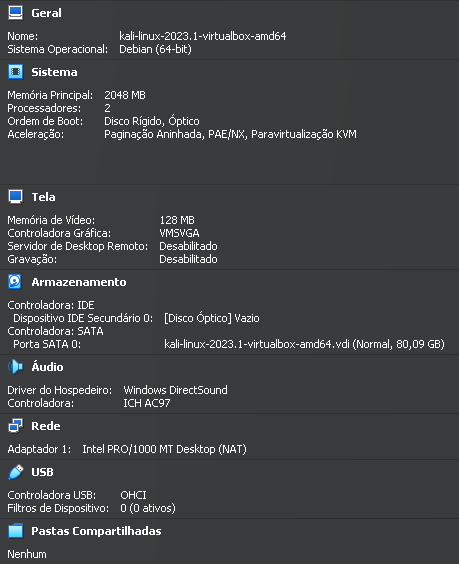 Geral
Nome: kali-linux-2023.1-virtualbox-amd64
Sistema Operacional: Debian (64-bit)
Sistema
Memória Principal: 2048 MB
Processadores: 2
Ordem de Boot: Disco Rígido, Óptico
Aceleração: Paginação Aninhada, PAE/NX, Paravirtualização KVM
Tela
Memória de Vídeo: 128 MB
Controladora Gráfica: VMSVGA
Servidor de Desktop Remoto: Desabilitado
Gravação: Desabilitado
Armazenamento
Controladora: IDE
Dispositivo IDE Secundário 0: [Disco Óptico] Vazio
Controladora: SATA
Porta SATA 0: kali-linux-2023.1-virtualbox-amd64.vdi (Normal, 80,09 GB)
Áudio
Driver do Hospedeiro: Windows DirectSound
Controladora: ICH AC97
Rede
Adaptador 1: Intel PRO/1000 MT Desktop (NAT)
USB
Controladora USB: OHCI
Filtros de Dispositivo: 0 (0 ativos)
Pastas Compartilhadas
Nenhum